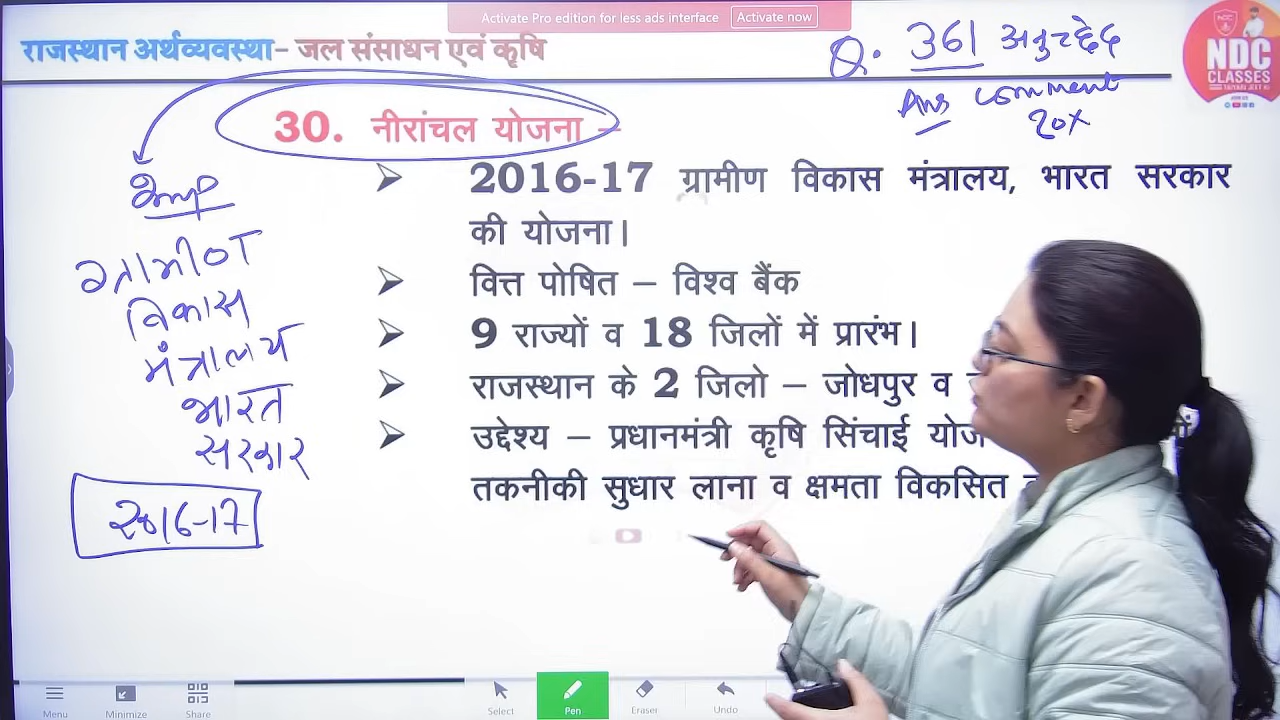 Activate Pro edition for less ads interface Activate now
राजस्थान अर्थव्यवस्था– जल संसाधन एवं कृषि
Q. 361 अनुच्छेद
Ans comment
NDC
CLASSES
30. नीरांचल योजना –
➢ 2016-17 ग्रामीण विकास मंत्रालय, भारत सरकार
की योजना।
➢ वित्त पोषित – विश्व बैंक
➢ 9 राज्यों व 18 जिलों में प्रारंभ।
➢ राजस्थान के 2 जिलो – जोधपुर व
➢ उद्देश्य – प्रधानमंत्री कृषि सिंचाई
तकनीकी सुधार लाना व क्षमता विकसित
Imp
ग्रामीण
विकास
मंत्रालय
भारत
सरकार
2016-17
Menu Minimize Share Select Pen Eraser Undo